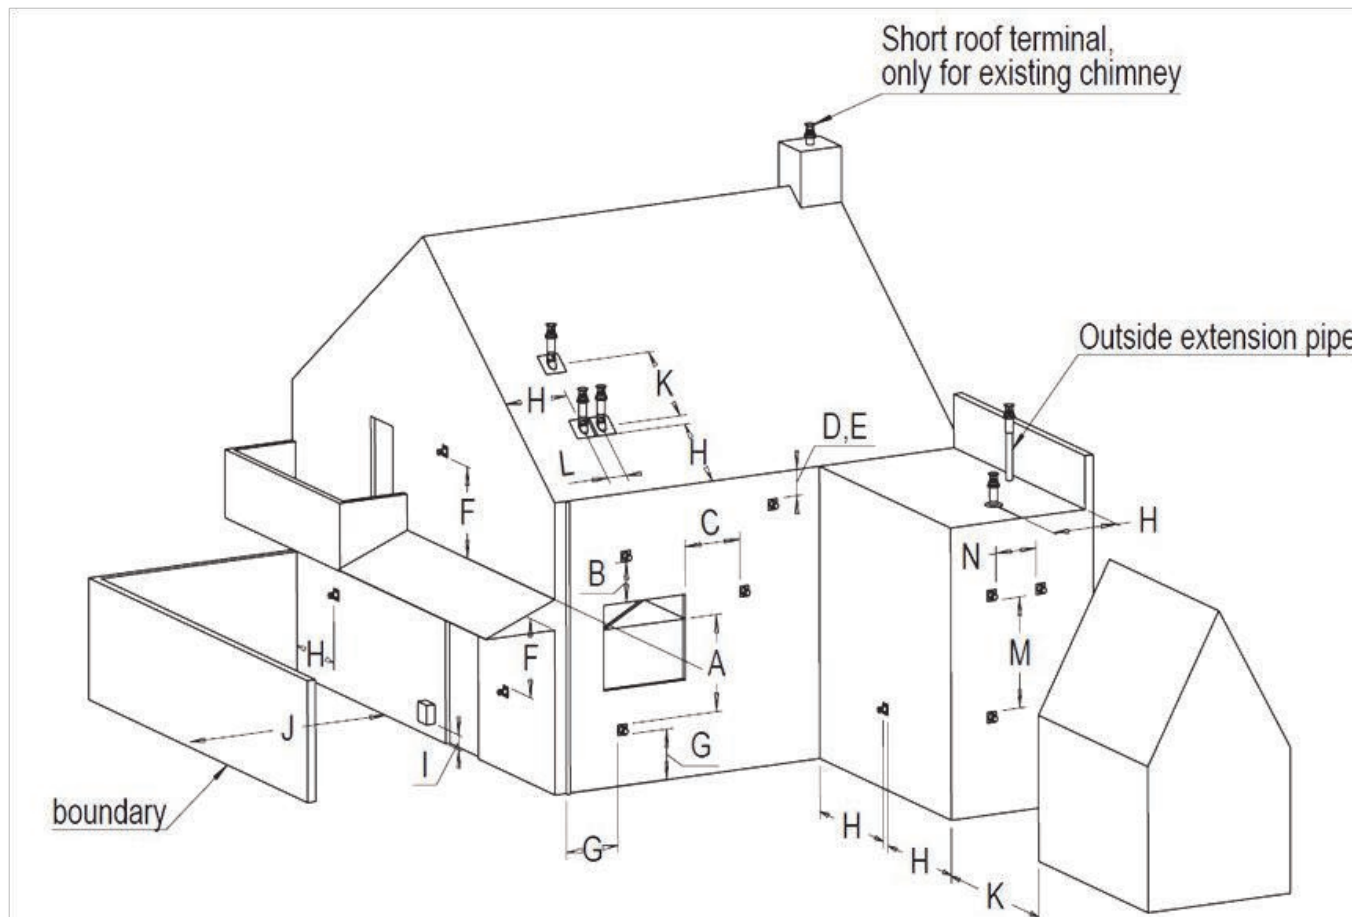 Short roof terminal,
only for existing chimney
Outside extension pipe
K
H
D,E
H
L
F
C
H
N
B
M
A
F
H
J
G
I
boundary
H
G
H
K